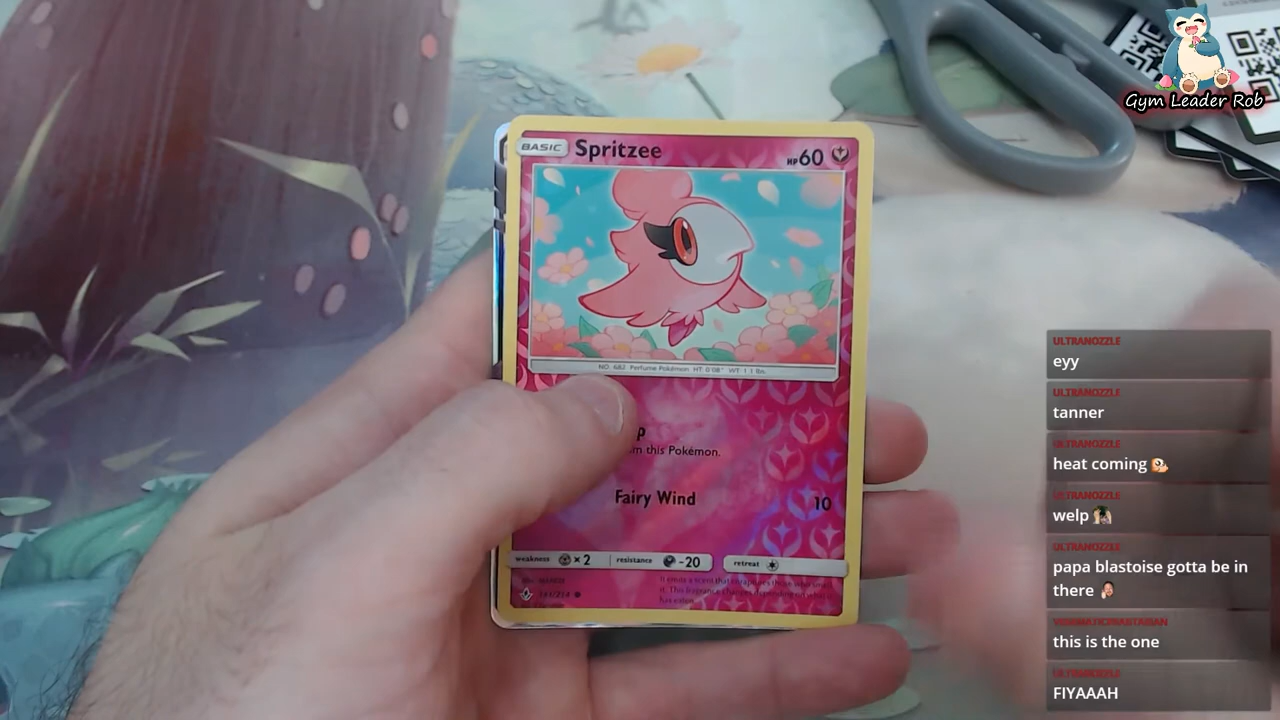 Gym Leader Rob
BASIC Spritzee HP60
NO. 682 Perfume Pokémon HT: 0'08" WT: 1.1 lbs.
this Pokémon.
Fairy Wind 10
weakness ×2 resistance -20 retreat
ULTRANOZZLE
eyy
ULTRANOZZLE
tanner
ULTRANOZZLE
heat coming
ULTRANOZZLE
welp
ULTRANOZZLE
papa blastoise gotta be in
there
this is the one
ULTRANOZZLE
FIYAAAH